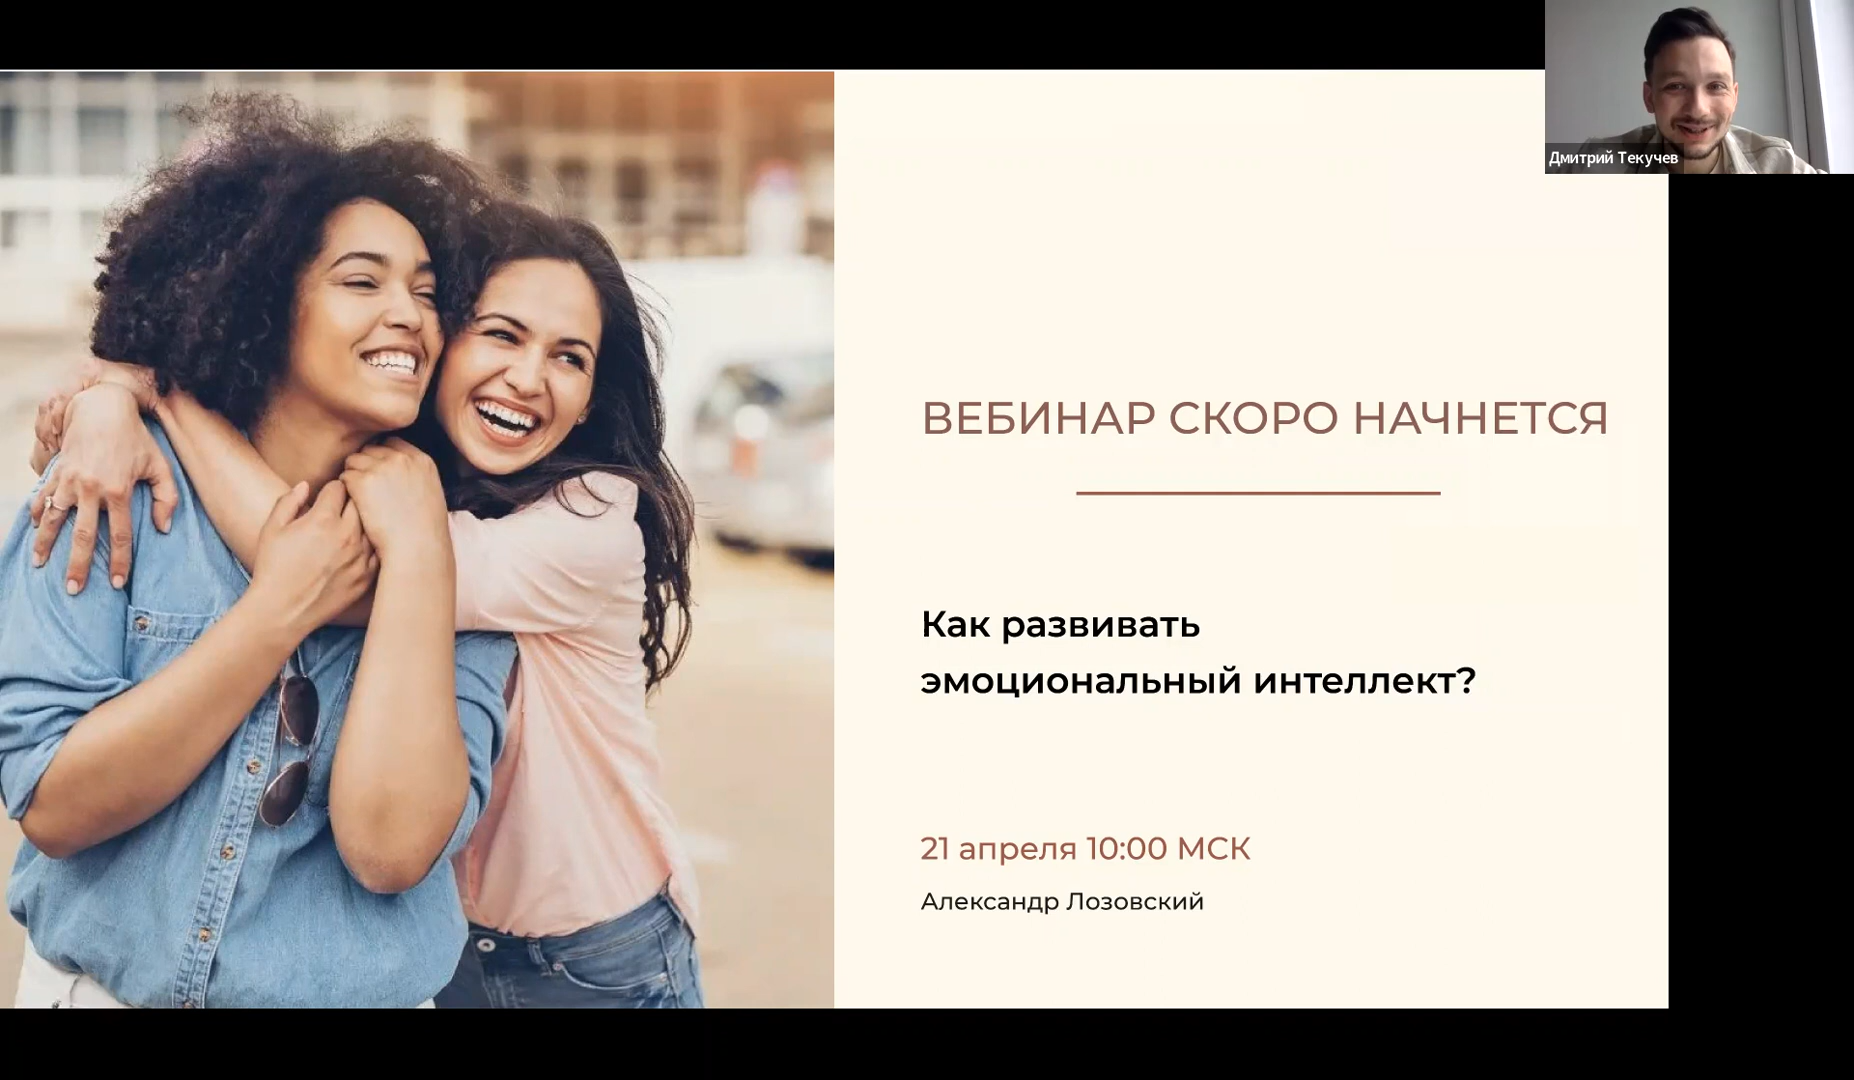 Дмитрий Текучев
ВЕБИНАР СКОРО НАЧНЕТСЯ
Как развивать
эмоциональный интеллект?
21 апреля 10:00 МСК
Александр Лозовский